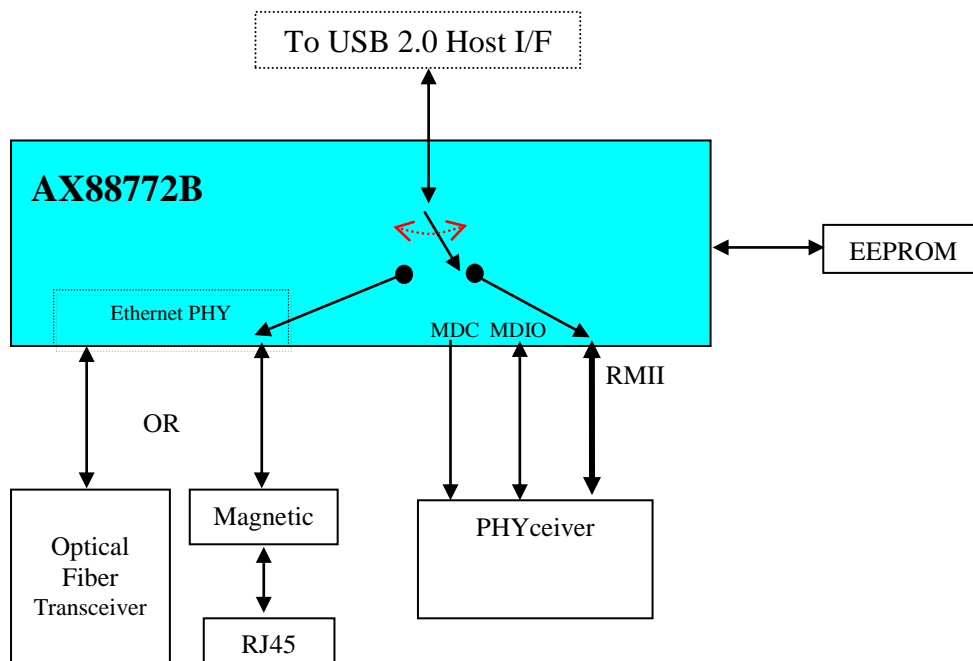 To USB 2.0 Host I/F
AX88772B
EEPROM
Ethernet PHY
MDC MDIO
RMII
OR
Magnetic
PHYceiver
Optical
Fiber
Transceiver
RJ45